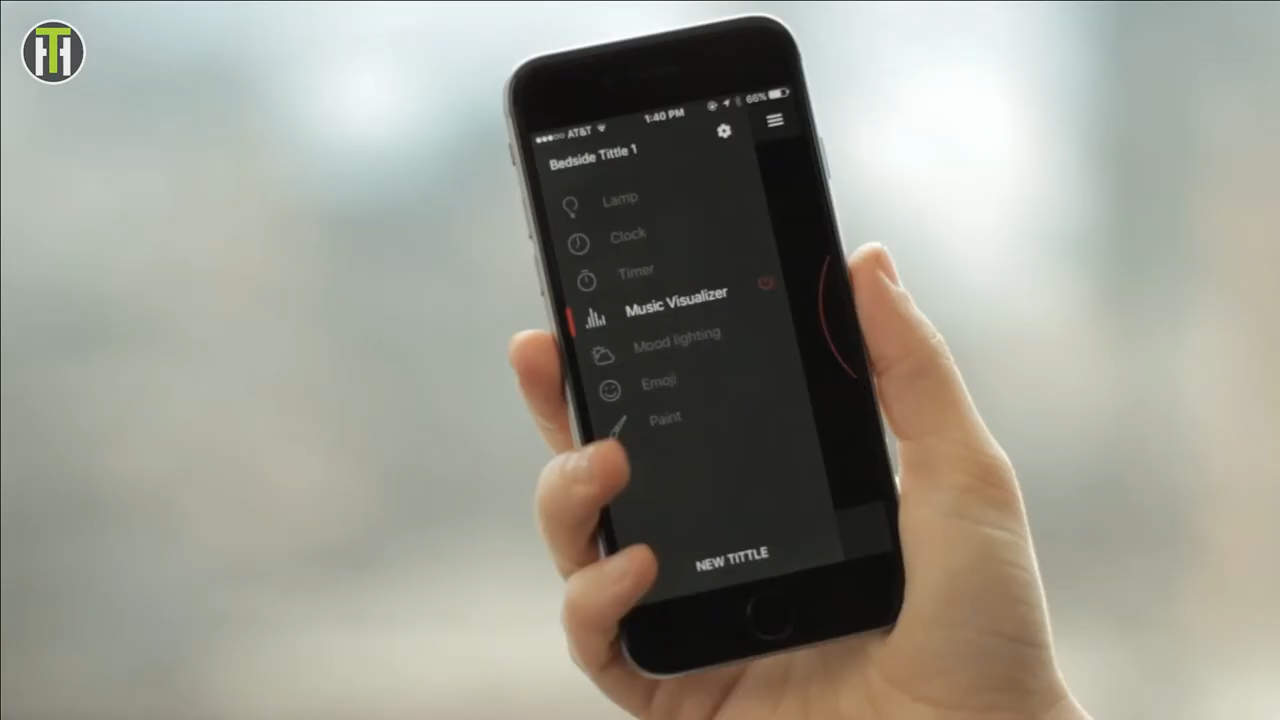 HTH
AT&T 1:40 PM 66%
Bedside Tittle 1
Lamp
Clock
Timer
Music Visualizer
Mood lighting
Emoji
Paint
NEW TITTLE